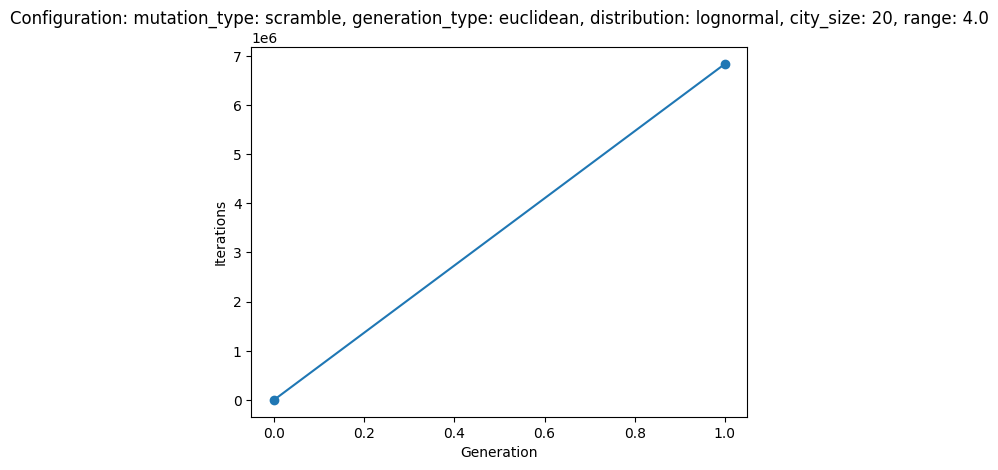 Configuration: mutation_type: scramble, generation_type: euclidean, distribution: lognormal, city_size: 20, range: 4.0
1e6
7
6
5
4
3
2
1
0
Iterations
0.0 0.2 0.4 0.6 0.8 1.0
Generation